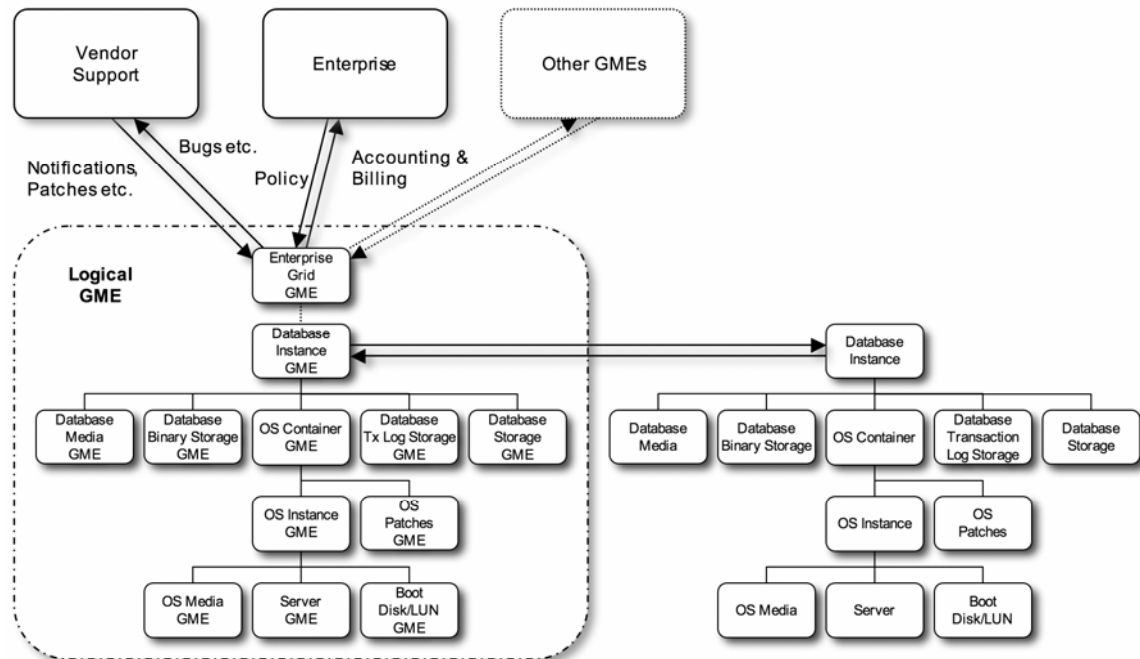 Vendor
Support
Enterprise
Other GMEs
Bugs etc.
Notifications,
Patches etc.
Policy
Accounting &
Billing
Logical
GME
Enterprise
Grid
GME
Database
Instance
GME
Database
Instance
Database
Media
GME
Database
Binary Storage
GME
OS Container
GME
Database
Tx Log Storage
GME
Database
Storage GME
Database
Media
Database
Binary Storage
OS Container
Database
Transaction
Log Storage
Database
Storage
OS Instance
GME
OS
Patches
GME
OS Instance
OS
Patches
OS Media
GME
Server
GME
Boot
Disk/LUN
GME
OS Media
Server
Boot
Disk/LUN